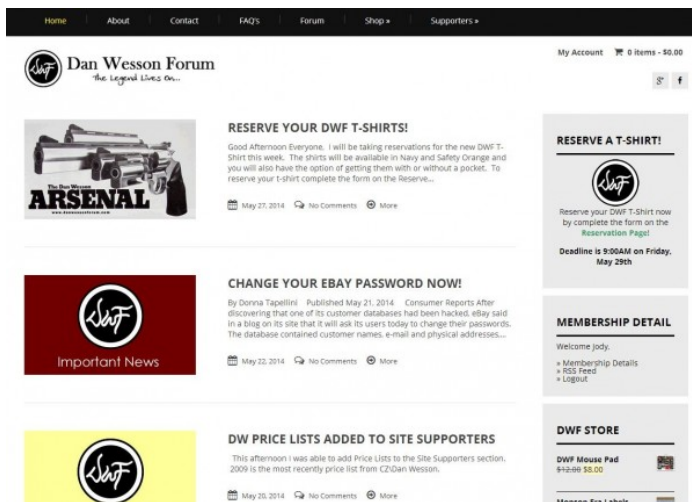 Home About Contact FAQ's Forum Shop » Supporters »
DWF Dan Wesson Forum
The Legend Lives On...
My Account 0 items - $0.00
g+ f
The Dan Wesson
ARSENAL
www.danwessonforum.com
RESERVE YOUR DWF T-SHIRTS!
Good Afternoon Everyone. I will be taking reservations for the new DWF T-
Shirt this week. The shirts will be available in Navy and Safety Orange and
you will also have the option of getting them with or without a pocket. To
reserve your t-shirt complete the form on the Reserve...
May 27, 2014 No Comments More
DWF
Important News
CHANGE YOUR EBAY PASSWORD NOW!
By Donna Tapellini Published May 21, 2014 Consumer Reports After
discovering that one of its customer databases had been hacked, eBay said
in a blog on its site that it will ask its users today to change their passwords.
The database contained customer names, e-mail and physical addresses,...
May 22, 2014 No Comments More
DWF
DW PRICE LISTS ADDED TO SITE SUPPORTERS
This afternoon I was able to add Price Lists to the Site Supporters section.
2009 is the most recently price list from CZ\Dan Wesson.
May 20, 2014 No Comments More
RESERVE A T-SHIRT!
DWF
Reserve your DWF T-Shirt now
by complete the form on the
Reservation Page!
Deadline is 9:00AM on Friday,
May 29th
MEMBERSHIP DETAIL
Welcome jody.
» Membership Details
» RSS Feed
» Logout
DWF STORE
DWF Mouse Pad
$12.00 $8.00
Monson Era Labels